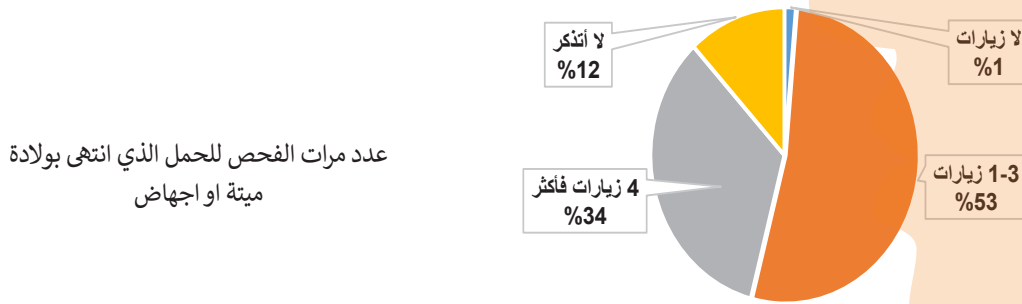 لا زيارات
%1
لا أتذكر
%12
عدد مرات الفحص للحمل الذي انتهى بولادة
ميتة او اجهاض
1-3 زيارات
%53
4 زيارات فأكثر
%34